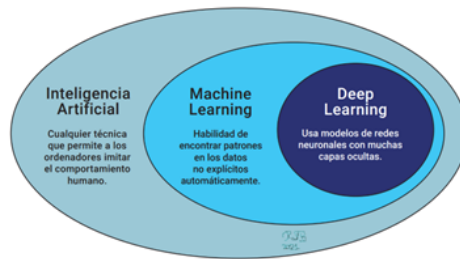 Inteligencia
Artificial
Cualquier técnica
que permite a los
ordenadores imitar
el comportamiento
humano.
Machine
Learning
Habilidad de
encontrar patrones
en los datos
no explícitos
automáticamente.
Deep
Learning
Usa modelos de redes
neuronales con muchas
capas ocultas.